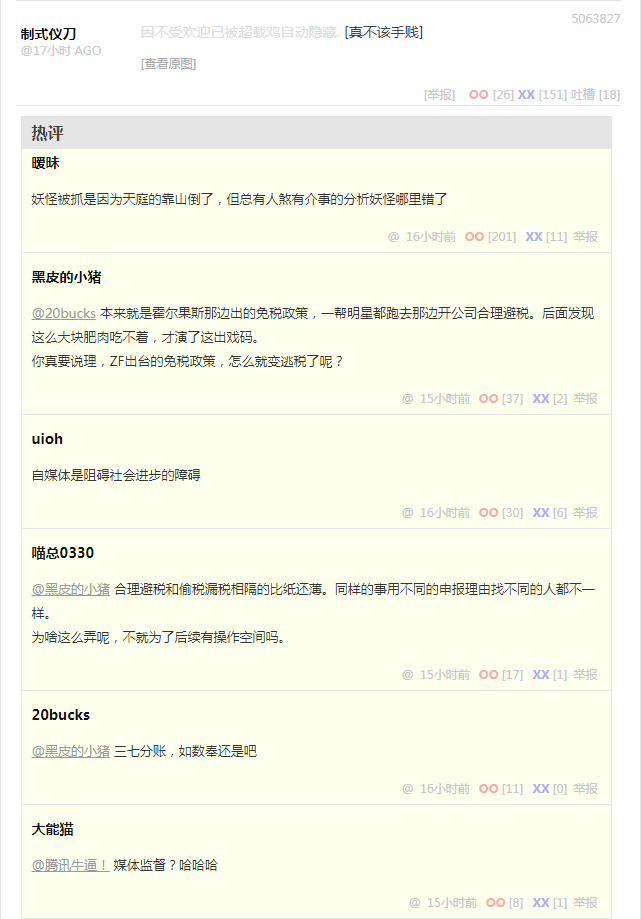 5063827
制式仪刀
@17小时 AGO
因不受欢迎已被超载鸡自动隐藏. [真不该手贱]
[查看原图]
[举报] OO [26] XX [151] 吐槽 [18]
热评
暧昧
妖怪被抓是因为天庭的靠山倒了，但总有人煞有介事的分析妖怪哪里错了
@ 16小时前 OO [201] XX [11] 举报
黑皮的小猪
@20bucks 本来就是霍尔果斯那边出的免税政策，一帮明星都跑去那边开公司合理避税。后面发现
这么大块肥肉吃不着，才演了这出戏码。
你真要说理，ZF出台的免税政策，怎么就变逃税了呢？
@ 15小时前 OO [37] XX [2] 举报
uioh
自媒体是阻碍社会进步的障碍
@ 16小时前 OO [30] XX [6] 举报
喵总0330
@黑皮的小猪 合理避税和偷税漏税相隔的比纸还薄。同样的事用不同的申报理由找不同的人都不一
样。
为啥这么弄呢，不就为了后续有操作空间吗。
@ 15小时前 OO [17] XX [1] 举报
20bucks
@黑皮的小猪 三七分账，如数奉还是吧
@ 16小时前 OO [11] XX [0] 举报
大能猫
@腾讯牛逼！ 媒体监督？哈哈哈
@ 15小时前 OO [8] XX [1] 举报